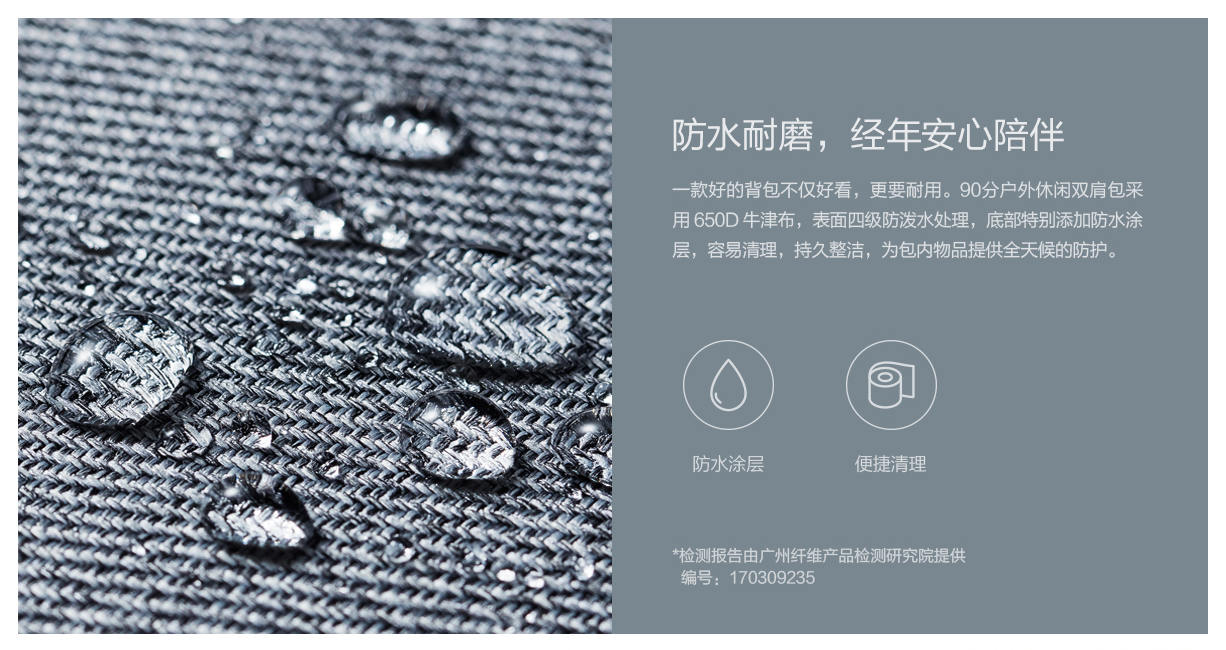 防水耐磨，经年安心陪伴
一款好的背包不仅好看，更要耐用。90分户外休闲双肩包采
用 650D 牛津布，表面四级防泼水处理，底部特别添加防水涂
层，容易清理，持久整洁，为包内物品提供全天候的防护。
防水涂层
便捷清理
*检测报告由广州纤维产品检测研究院提供
编号：170309235